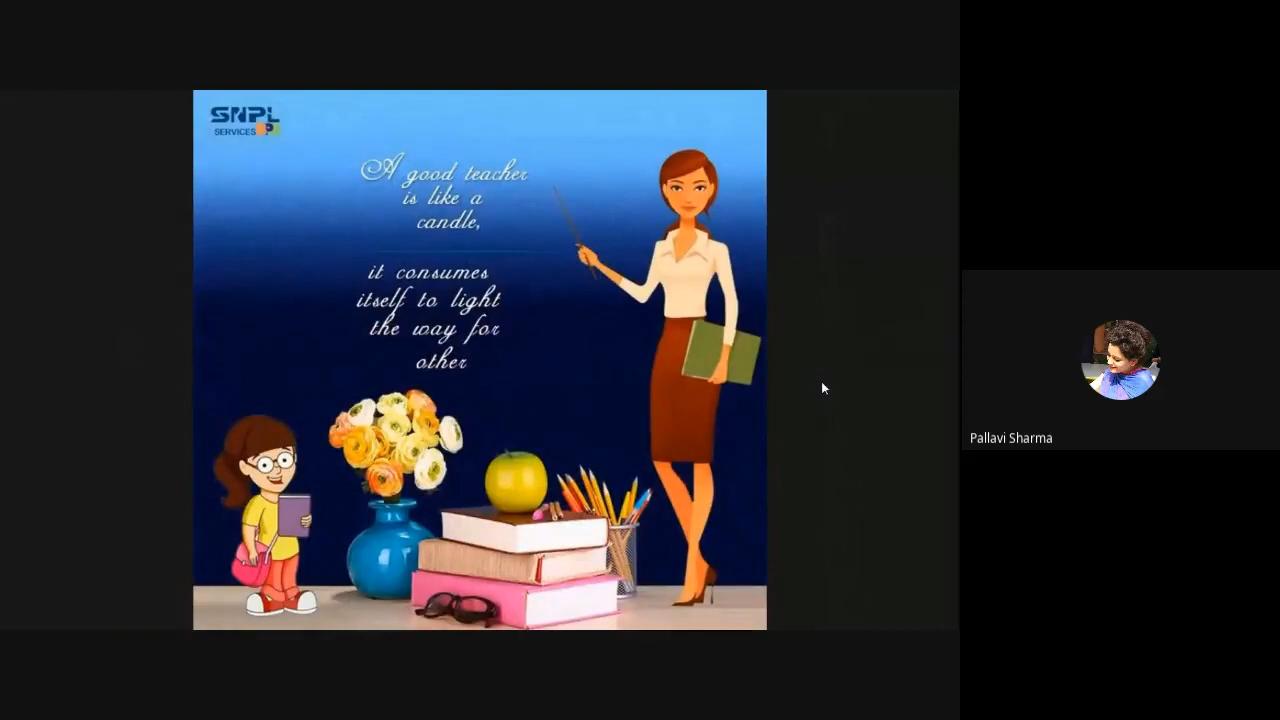 SNPL
SERVICES
A good teacher
is like a
candle,
it consumes
itself to light
the way for
other
Pallavi Sharma